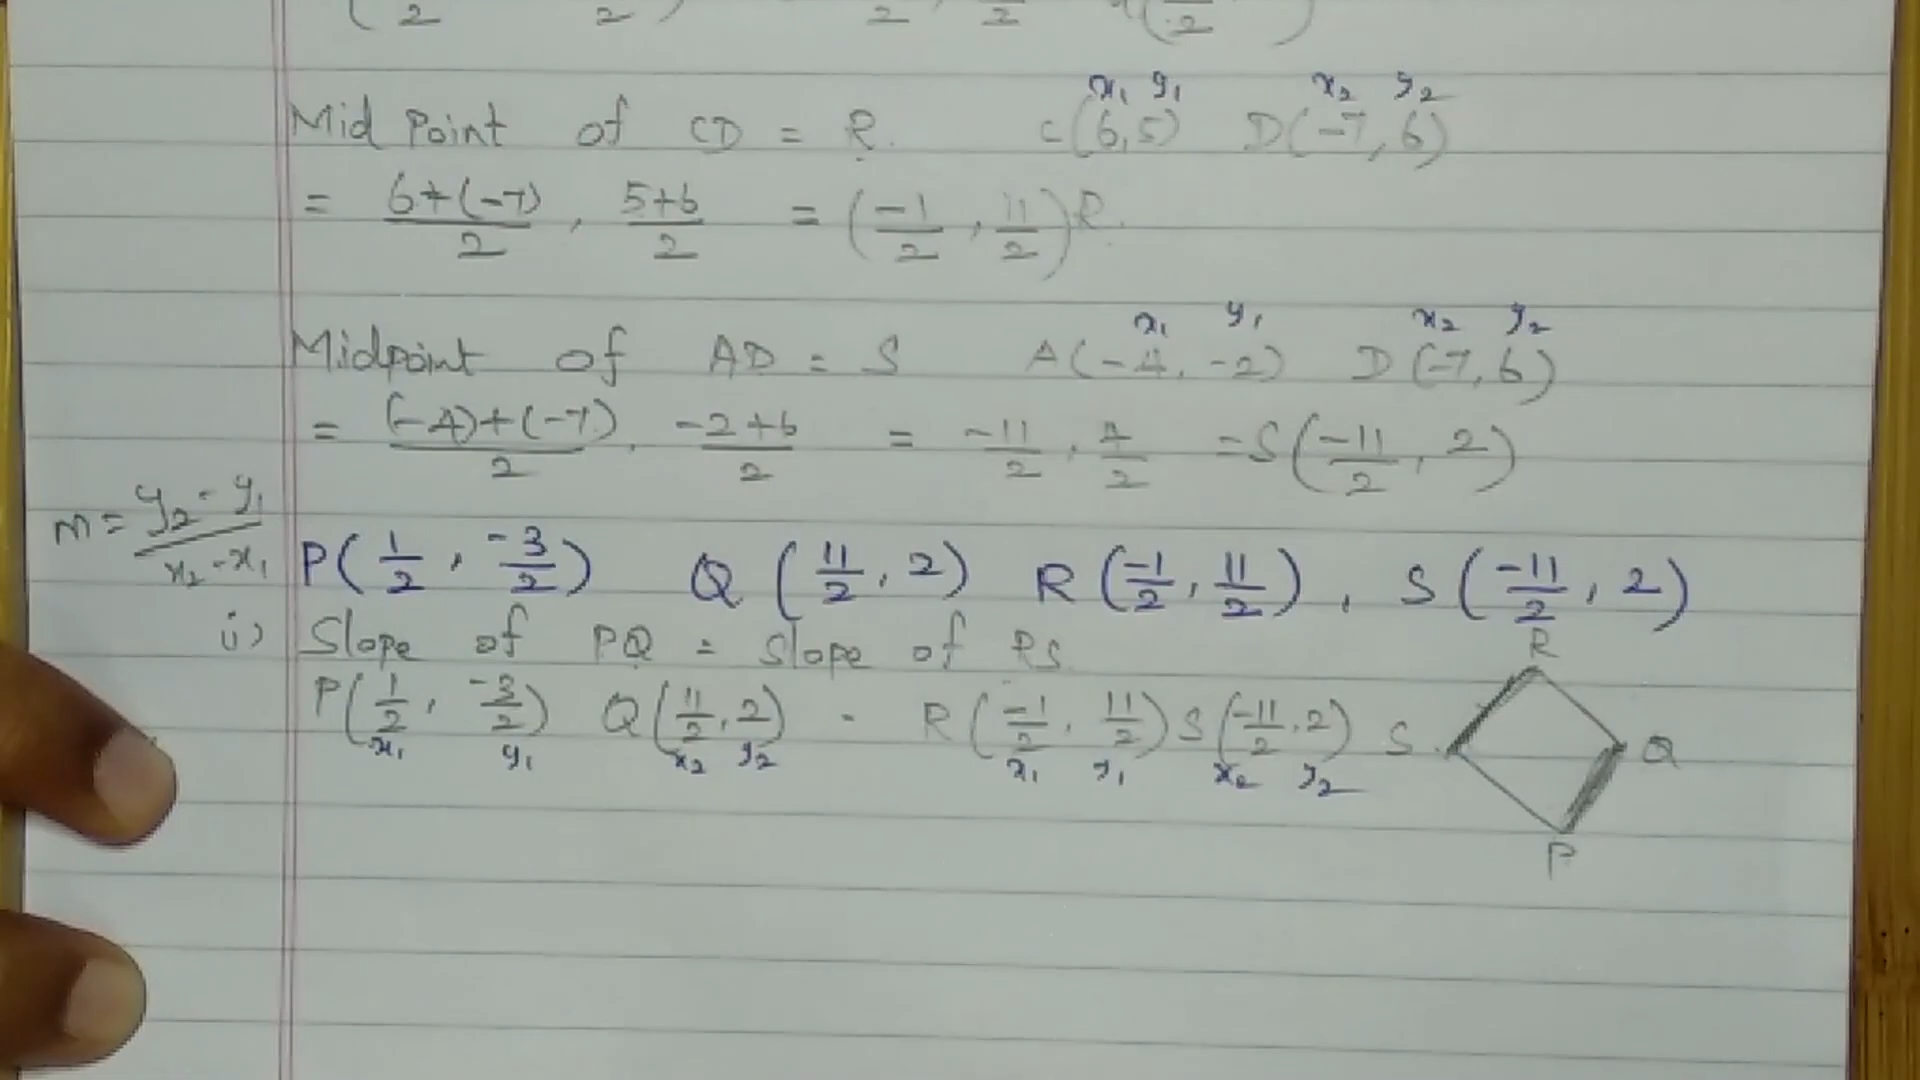 Mid Point of CD = R. C(6,5) D(-7,6)
x₁ y₁ x₂ y₂
= 6+(-7)/2 , 5+6/2 = (-1/2 , 11/2) R.
Midpoint of AD = S A(-4, -2) D(-7,6)
x₁ y₁ x₂ y₂
= (-4)+(-7)/2 , -2+6/2 = -11/2 , 4/2 = S(-11/2 , 2)
m = y₂ - y₁ / x₂ - x₁
P(1/2 , -3/2) Q(11/2 , 2) R(-1/2 , 11/2) , S(-11/2 , 2)
i) Slope of PQ = Slope of RS
P(1/2 , -3/2) Q(11/2 , 2) - R(-1/2 , 11/2) S(-11/2 , 2)
x₁ y₁ x₂ y₂ x₁ y₁ x₂ y₂
R
S Q
P